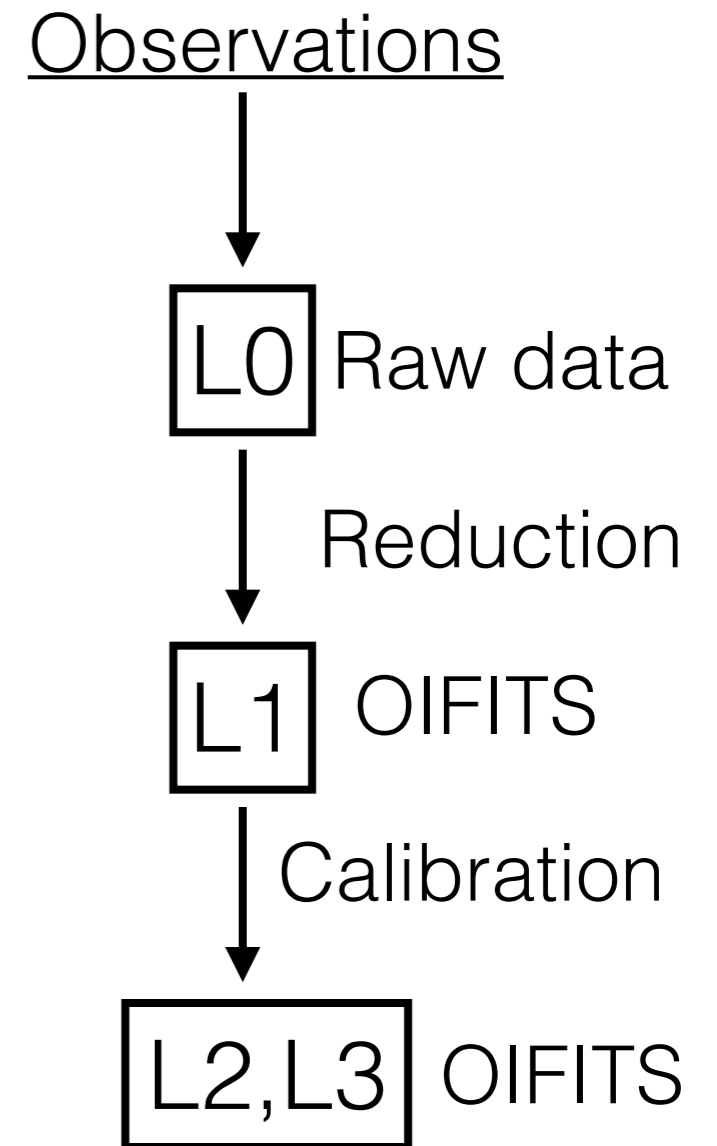 Observations
L0 Raw data
Reduction
L1 OIFITS
Calibration
L2,L3 OIFITS